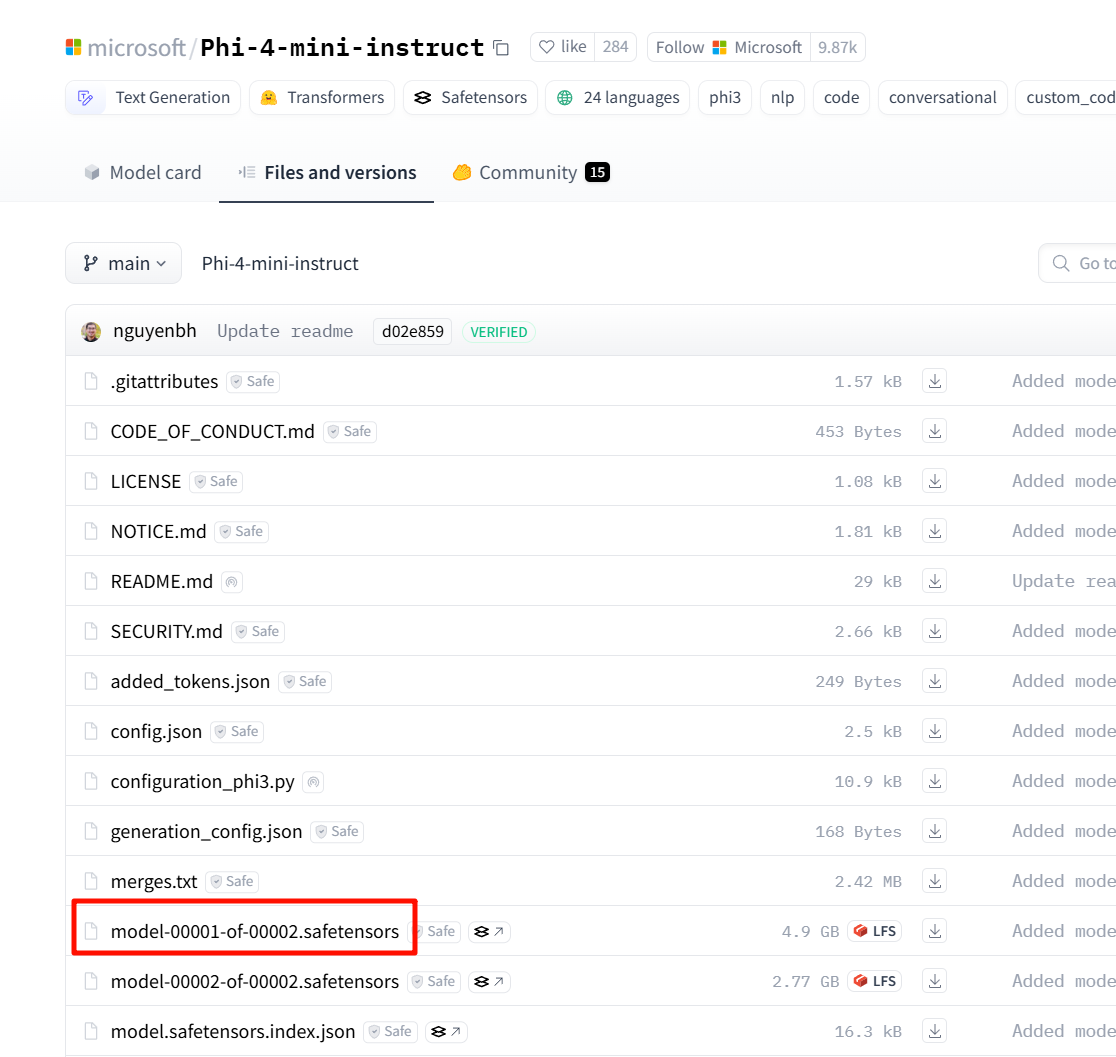 microsoft/Phi-4-mini-instruct like 284 Follow Microsoft 9.87k
Text Generation Transformers Safetensors 24 languages phi3 nlp code conversational custom_cod
Model card Files and versions Community 15
main Phi-4-mini-instruct Go to
nguyenbh Update readme d02e859 VERIFIED
.gitattributes Safe 1.57 kB Added mode
CODE_OF_CONDUCT.md Safe 453 Bytes Added mode
LICENSE Safe 1.08 kB Added mode
NOTICE.md Safe 1.81 kB Added mode
README.md 29 kB Update rea
SECURITY.md Safe 2.66 kB Added mode
added_tokens.json Safe 249 Bytes Added mode
config.json Safe 2.5 kB Added mode
configuration_phi3.py 10.9 kB Added mode
generation_config.json Safe 168 Bytes Added mode
merges.txt Safe 2.42 MB Added mode
model-00001-of-00002.safetensors Safe 4.9 GB LFS Added mode
model-00002-of-00002.safetensors Safe 2.77 GB LFS Added mode
model.safetensors.index.json Safe 16.3 kB Added mode